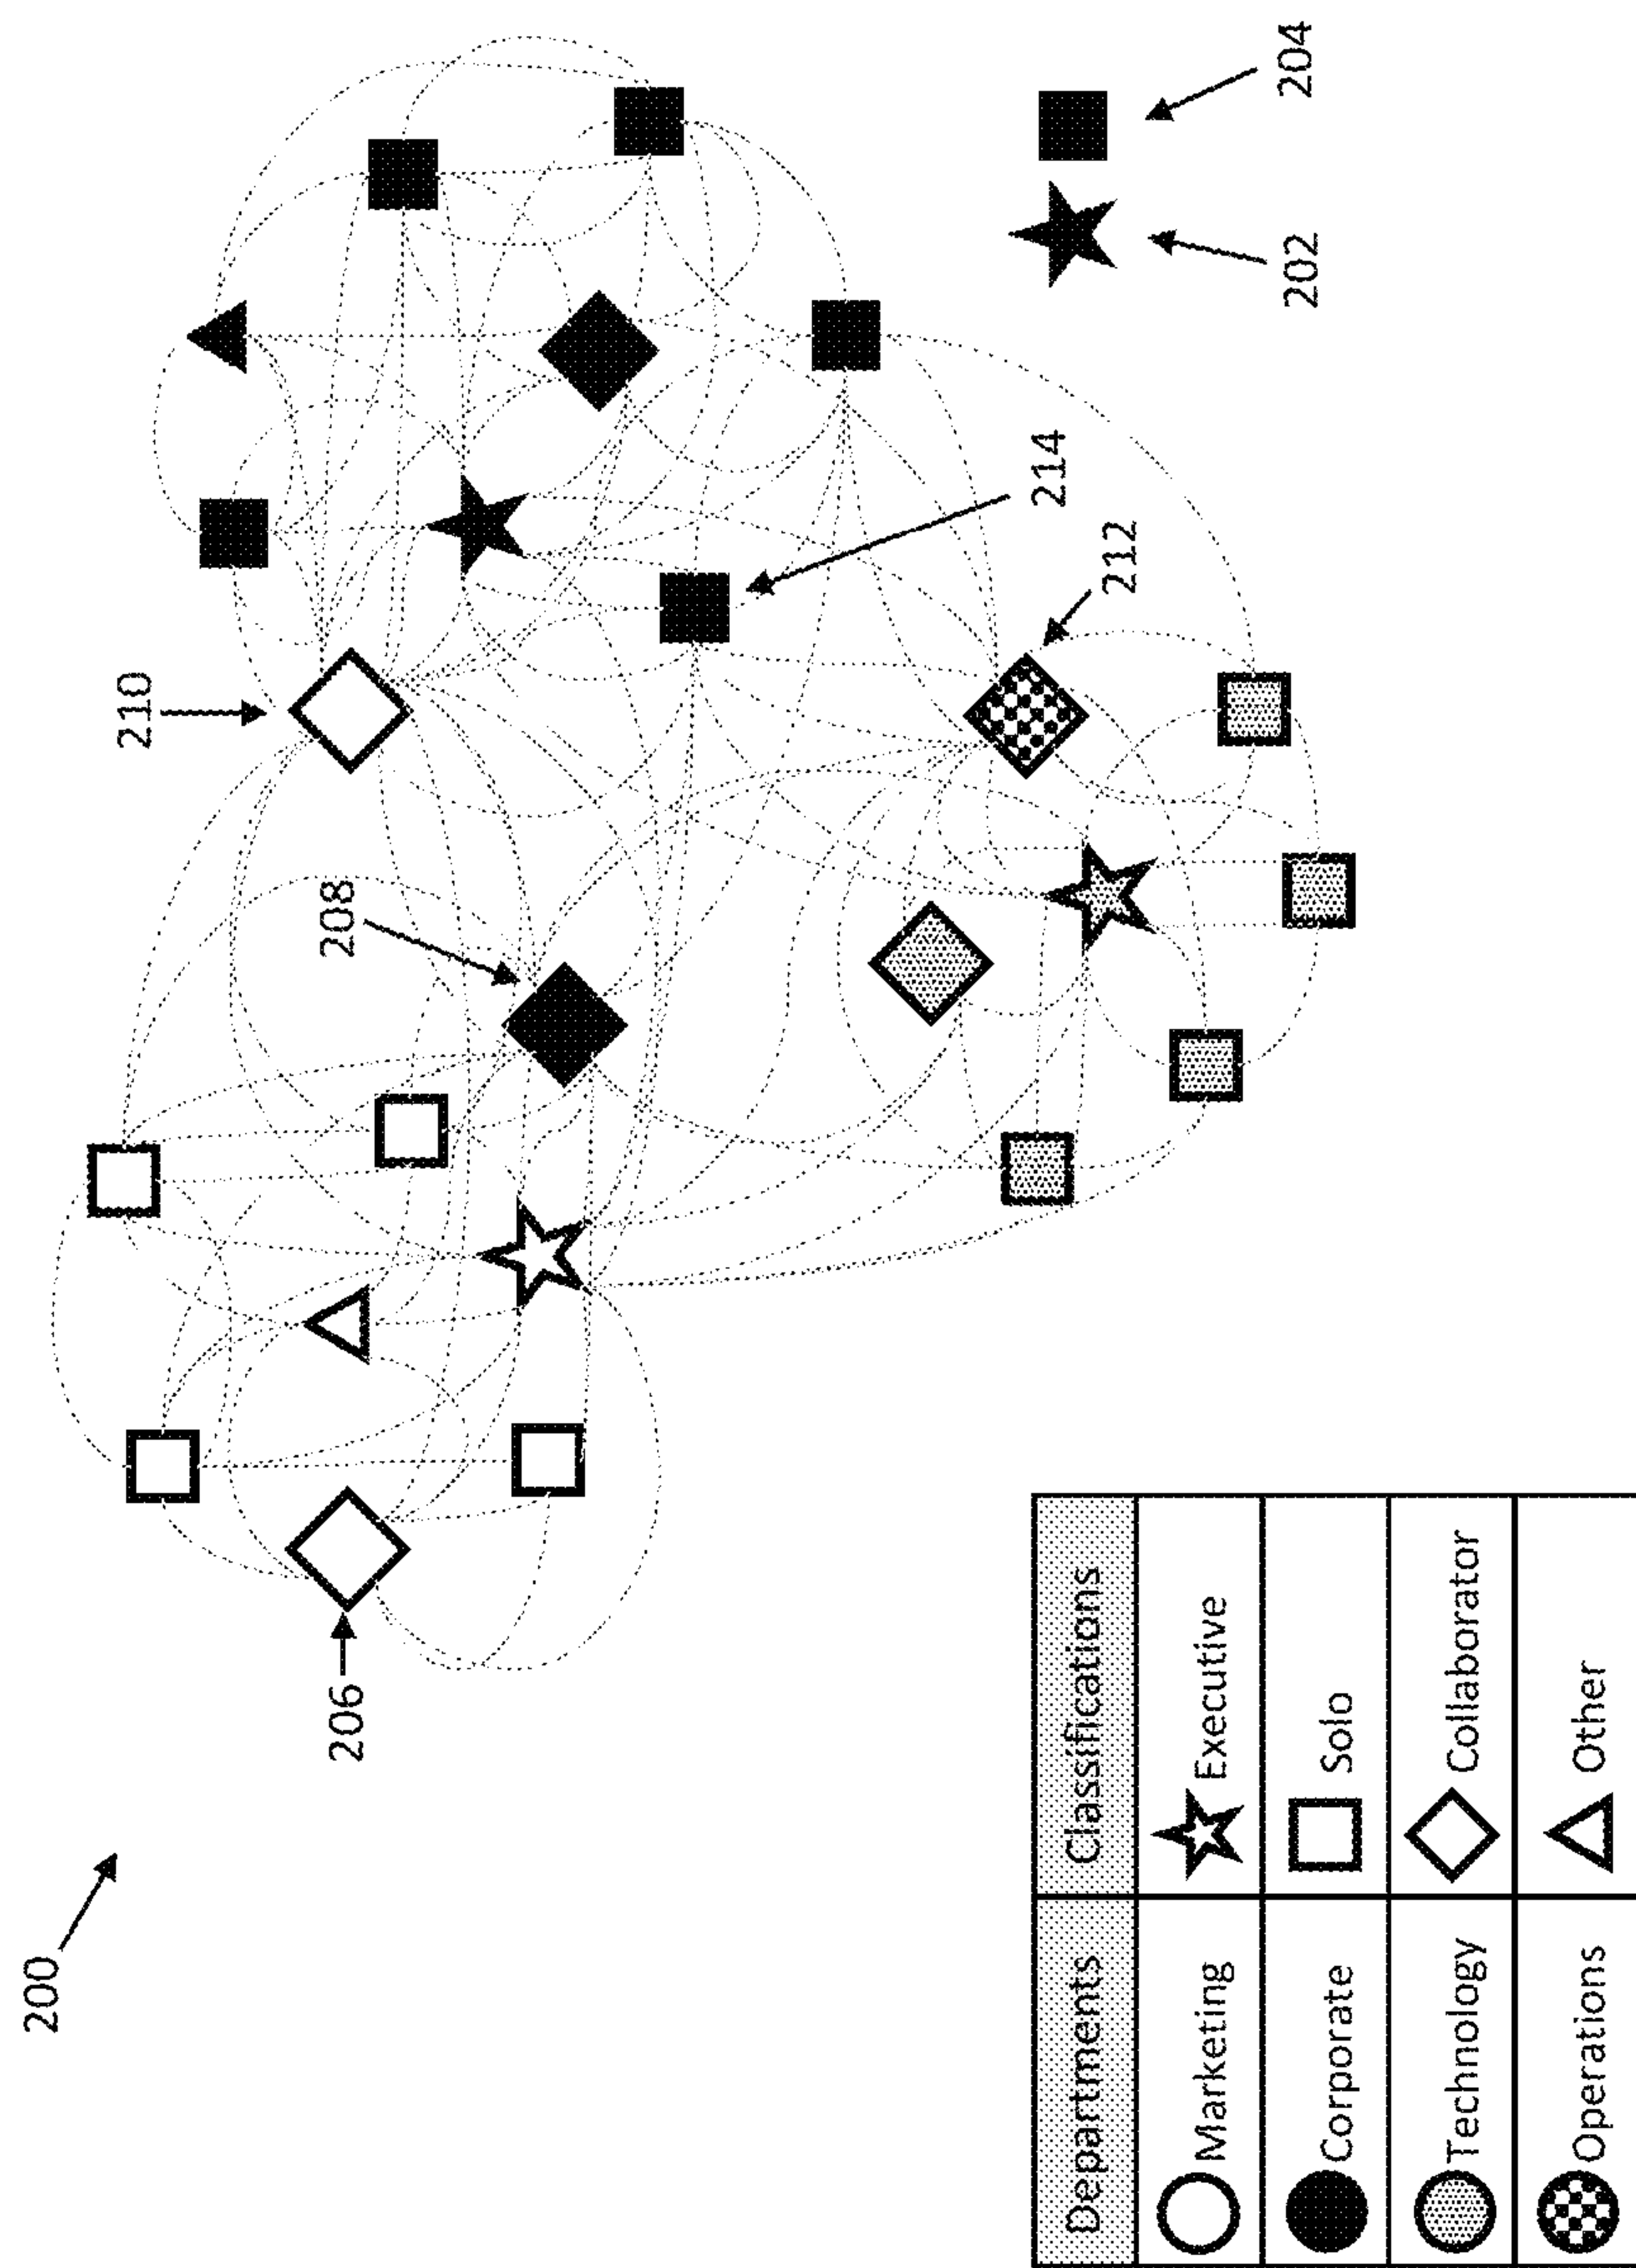 200
210
206
208
214
212
202
204
Departments Classifications
Marketing Executive
Corporate Solo
Technology Collaborator
Operations Other